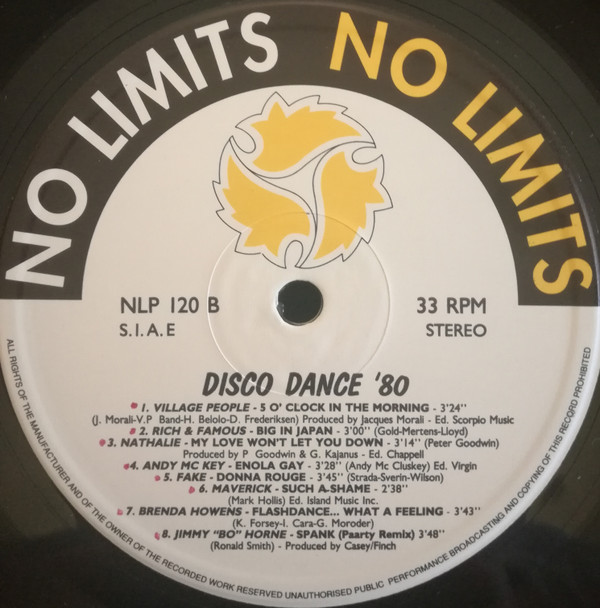 NO LIMITS NO LIMITS
NLP 120 B
33 RPM
S.I.A.E
STEREO
DISCO DANCE '80
1. VILLAGE PEOPLE - 5 O' CLOCK IN THE MORNING - 3'24"
(J. Morali-V.P Band-H. Belolo-D. Frederiksen) Produced by Jacques Morali - Ed. Scorpio Music
2. RICH & FAMOUS - BIG IN JAPAN - 3'00" (Gold-Mertens-Lloyd)
3. NATHALIE - MY LOVE WON'T LET YOU DOWN - 3'14" (Peter Goodwin)
Produced by P Goodwin & G. Kajanus - Ed. Chappell
4. ANDY MC KEY - ENOLA GAY - 3'28" (Andy Mc Cluskey) Ed. Virgin
5. FAKE - DONNA ROUGE - 3'45" (Strada-Sverin-Wilson)
6. MAVERICK - SUCH A-SHAME - 2'38"
(Mark Hollis) Ed. Island Music Inc.
7. BRENDA HOWENS - FLASHDANCE... WHAT A FEELING - 3'43"
(K. Forsey-I. Cara-G. Moroder)
8. JIMMY "BO" HORNE - SPANK (Paarty Remix) 3'48"
(Ronald Smith) - Produced by Casey/Finch
ALL RIGHTS OF THE MANUFACTURER AND OF THE OWNER OF THE RECORDED WORK RESERVED UNAUTHORISED PUBLIC PERFORMANCE BROADCASTING AND COPYING OF THIS RECORD PROHIBITED